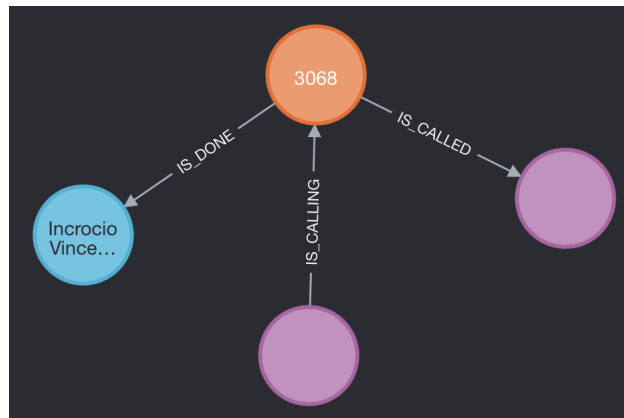 3068
IS_DONE
IS_CALLED
IS_CALLING
Incrocio
Vince…